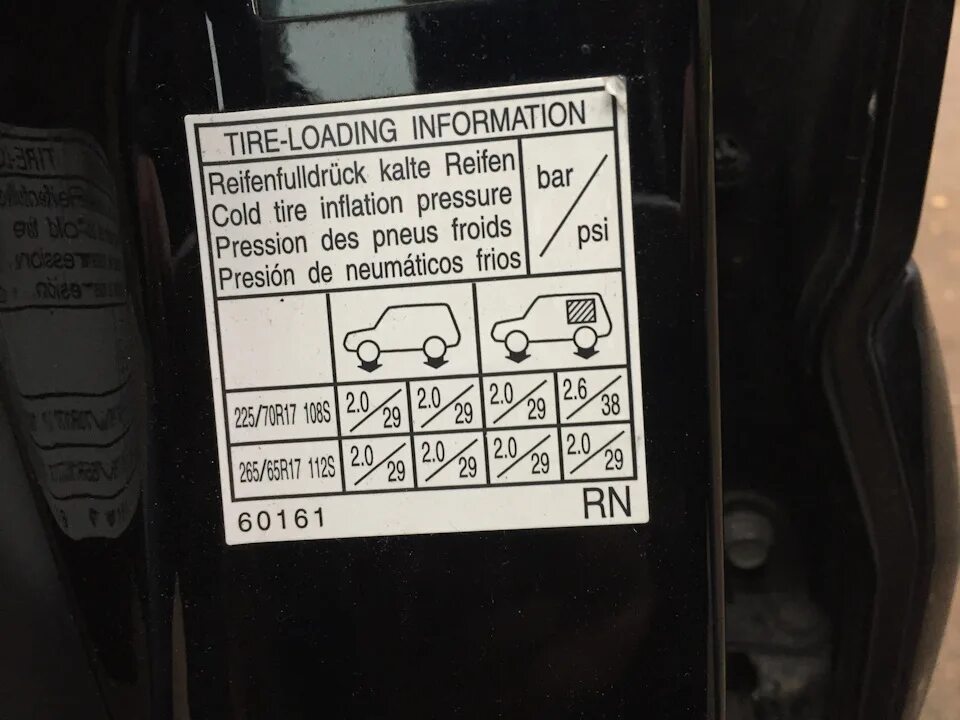 TIRE-LOADING INFORMATION
Reifenfulldrück kalte Reifen
Cold tire inflation pressure
Pression des pneus froids
Presión de neumáticos frios
bar/psi
225/70R17 108S 2.0/29 2.0/29 2.0/29 2.6/38
265/65R17 112S 2.0/29 2.0/29 2.0/29 2.0/29
60161 RN